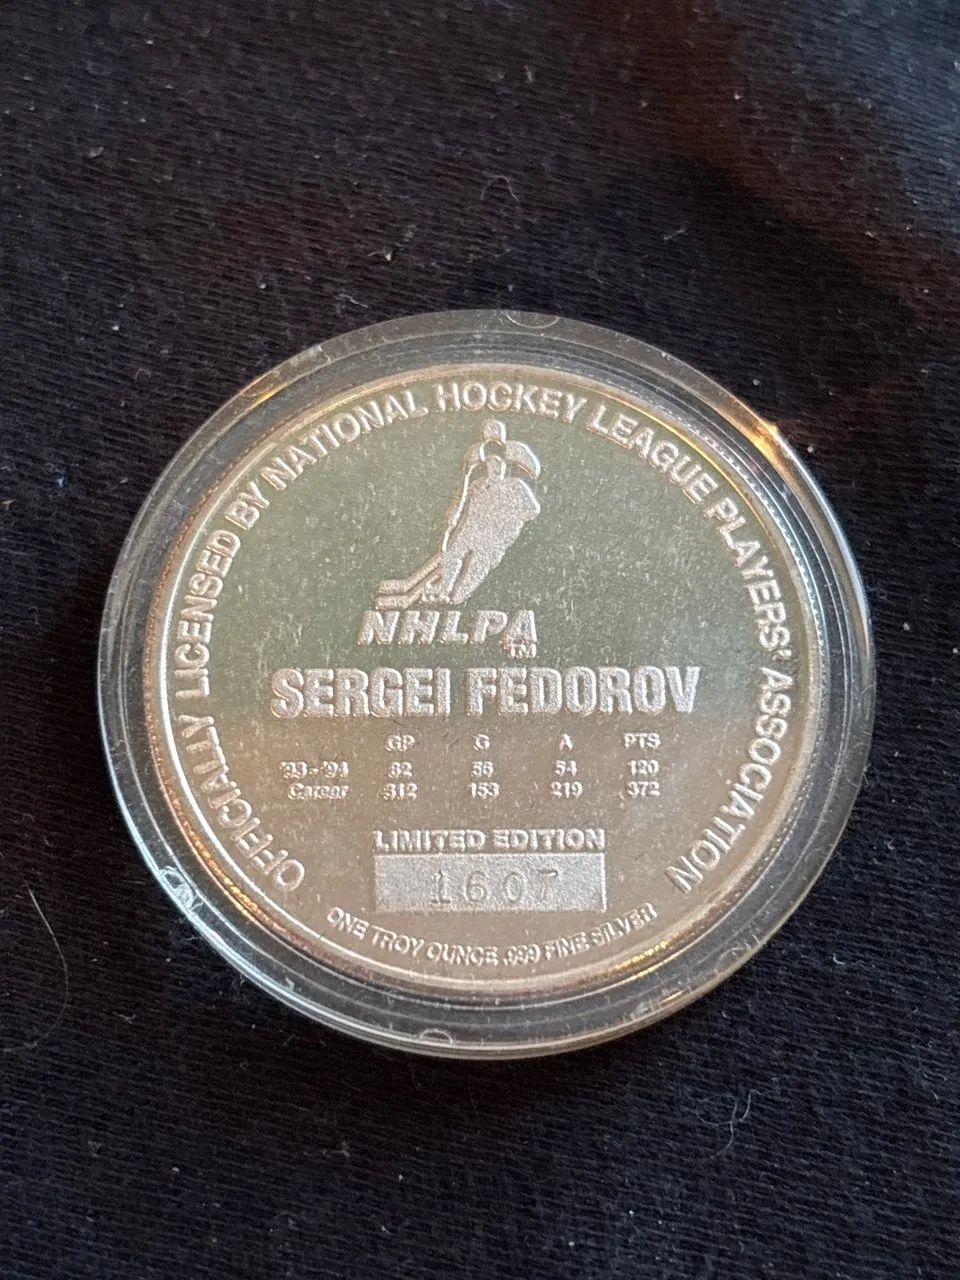 OFFICIALLY LICENSED BY NATIONAL HOCKEY LEAGUE PLAYERS' ASSOCIATION
NHLPA
TM
SERGEI FEDOROV
GP G A PTS
'93-'94 82 56 54 120
Career 312 153 219 372
LIMITED EDITION
1607
ONE TROY OUNCE .999 FINE SILVER